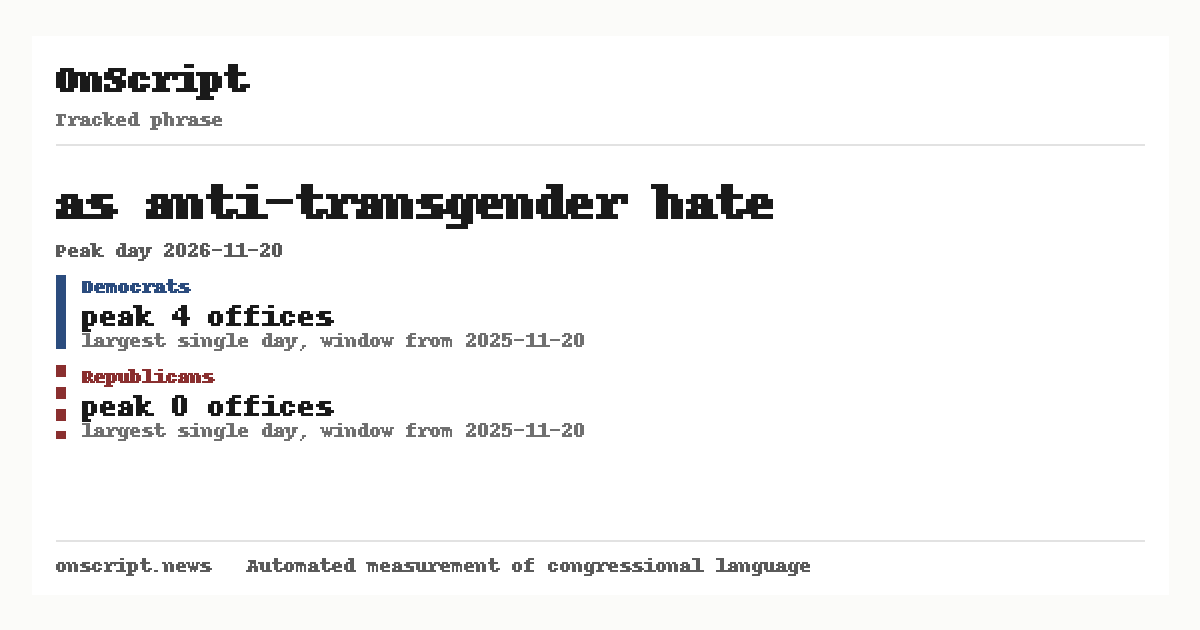 OnScript
Tracked phrase
as anti-transgender hate
Peak day 2026-11-20
Democrats
peak 4 offices
largest single day, window from 2025-11-20
Republicans
peak 0 offices
largest single day, window from 2025-11-20
onscript.news Automated measurement of congressional language